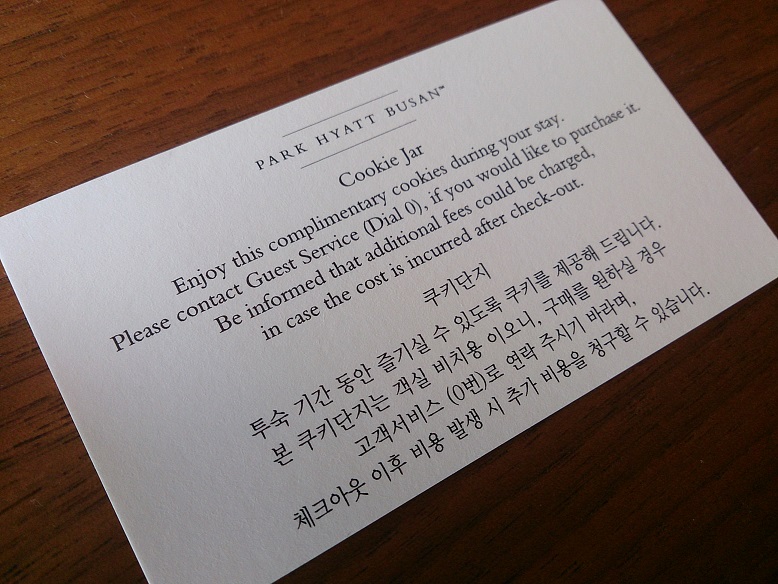 PARK HYATT BUSAN™
Cookie Jar
Enjoy this complimentary cookies during your stay.
Please contact Guest Service (Dial 0), if you would like to purchase it.
Be informed that additional fees could be charged,
in case the cost is incurred after check-out.
쿠키단지
투숙 기간 동안 즐기실 수 있도록 쿠키를 제공해 드립니다.
본 쿠키단지는 객실 비치용 이오니, 구매를 원하실 경우
고객서비스 (0번)로 연락 주시기 바라며,
체크아웃 이후 비용 발생 시 추가 비용을 청구할 수 있습니다.